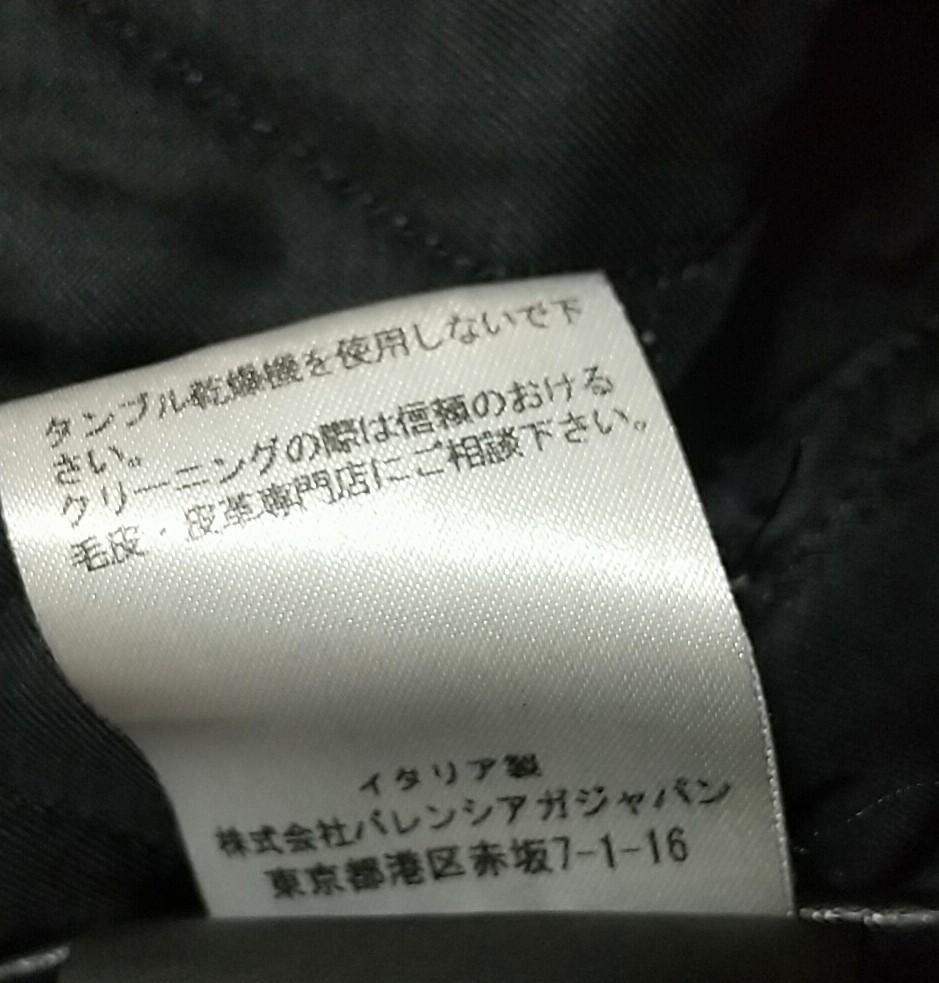 タンブル乾燥機を使用しないで下
さい。
クリーニングの際は信頼のおける
毛皮・皮革専門店にご相談下さい。
イタリア製
株式会社バレンシアガジャパン
東京都港区赤坂7-1-16